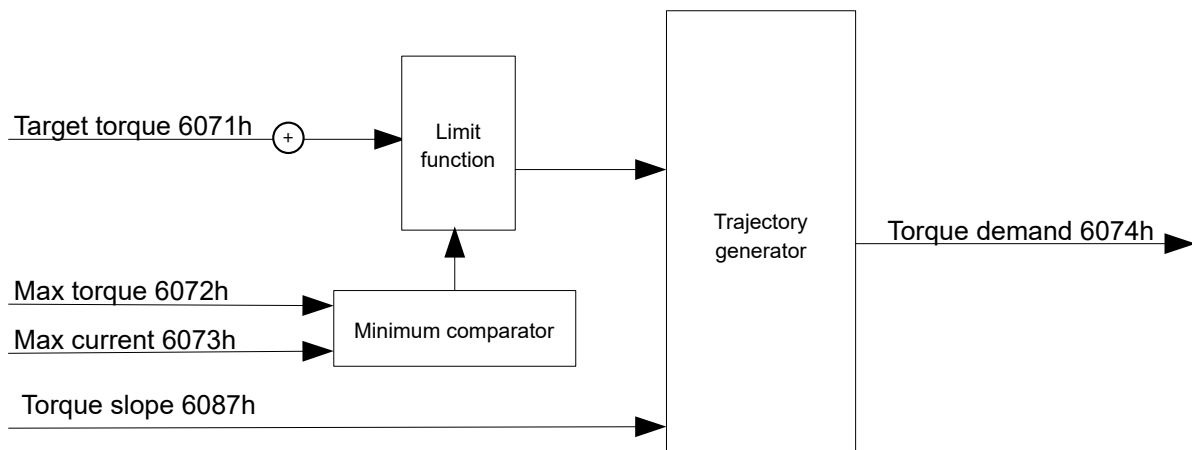 Target torque 6071h
+
Limit
function
Trajectory
generator
Torque demand 6074h
Max torque 6072h
Minimum comparator
Max current 6073h
Torque slope 6087h